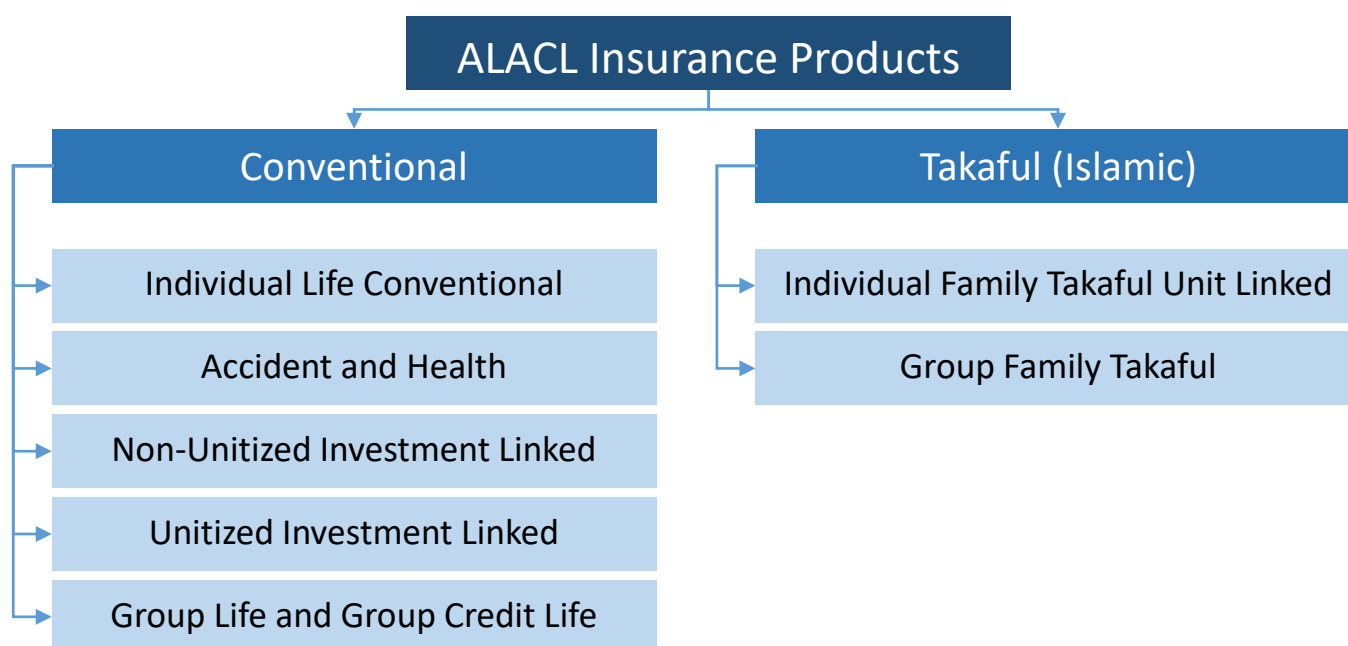 ALACL Insurance Products
Conventional
Individual Life Conventional
Accident and Health
Non-Unitized Investment Linked
Unitized Investment Linked
Group Life and Group Credit Life
Takaful (Islamic)
Individual Family Takaful Unit Linked
Group Family Takaful